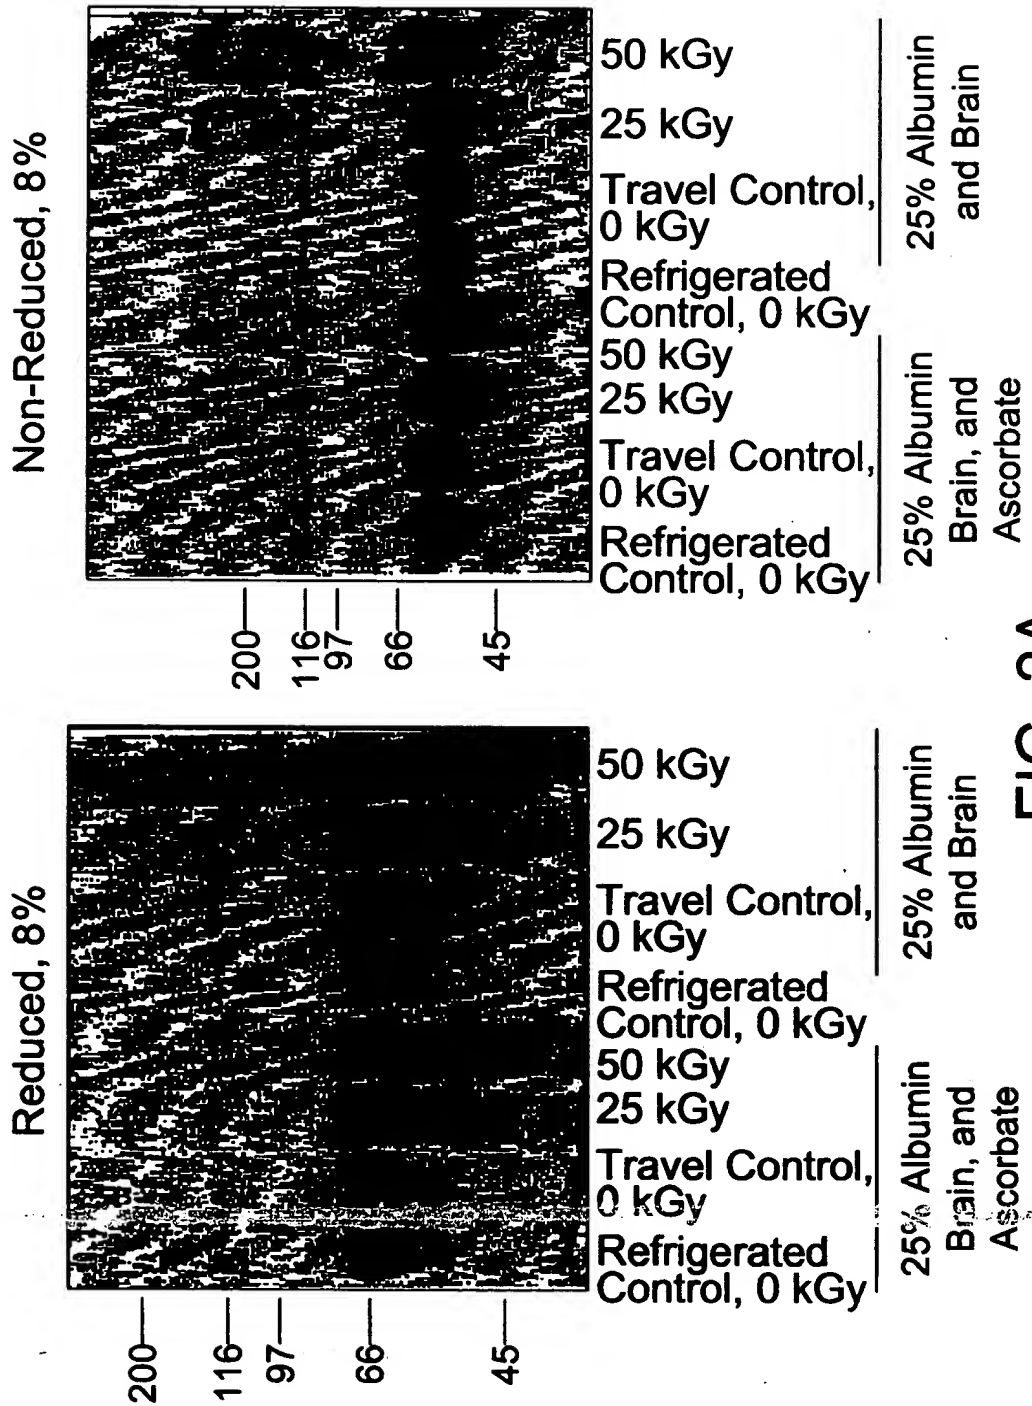 Non-Reduced, 8%
200
116
97
66
45
50 kGy
25 kGy
Travel Control,
0 kGy
Refrigerated
Control, 0 kGy
50 kGy
25 kGy
Travel Control,
0 kGy
Refrigerated
Control, 0 kGy
25% Albumin
and Brain
25% Albumin
Brain, and
Ascorbate
Reduced, 8%
200
116
97
66
45
50 kGy
25 kGy
Travel Control,
0 kGy
Refrigerated
Control, 0 kGy
50 kGy
25 kGy
Travel Control,
0 kGy
Refrigerated
Control, 0 kGy
25% Albumin
and Brain
25% Albumin
Brain, and
Ascorbate
FIG.